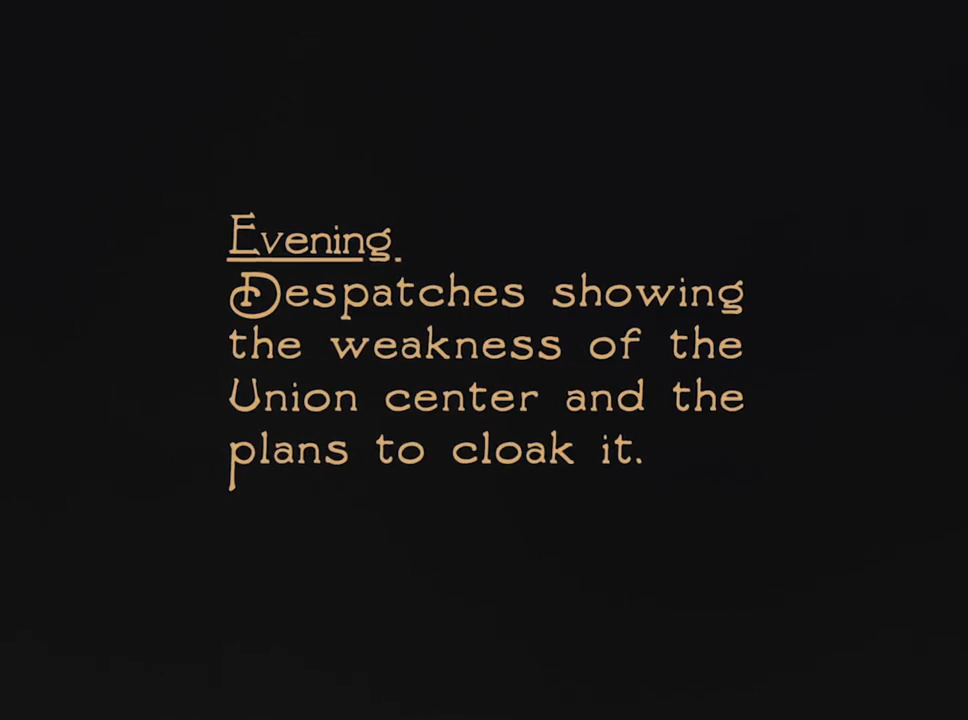 Evening.
Despatches showing
the weakness of the
Union center and the
plans to cloak it.